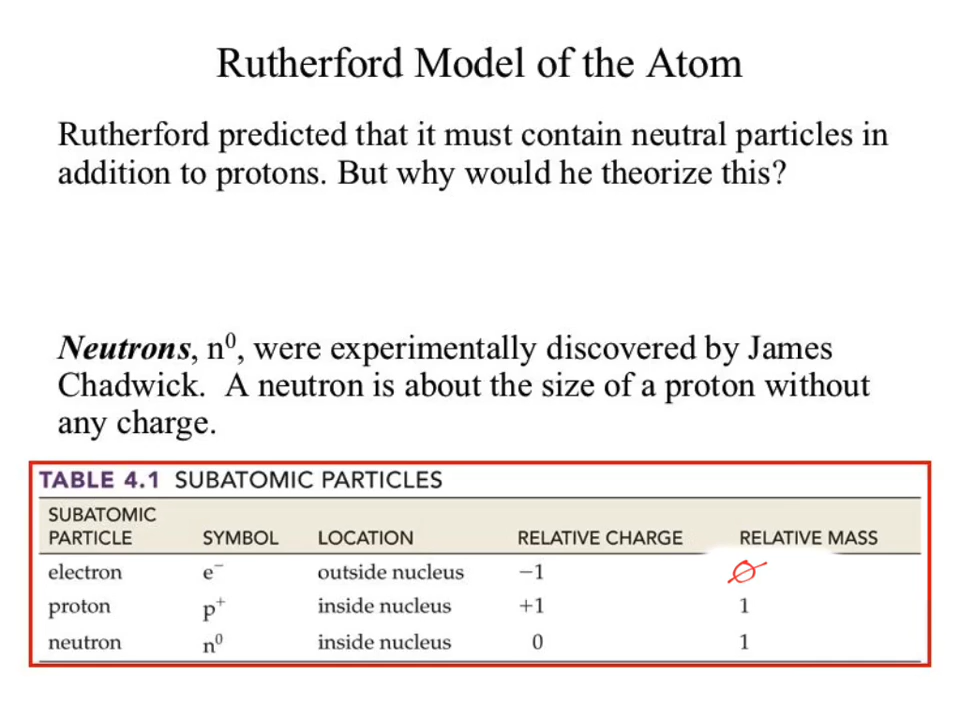 Rutherford Model of the Atom
Rutherford predicted that it must contain neutral particles in
addition to protons. But why would he theorize this?
Neutrons, n⁰, were experimentally discovered by James
Chadwick.  A neutron is about the size of a proton without
any charge.
TABLE 4.1 SUBATOMIC PARTICLES
SUBATOMIC
PARTICLE SYMBOL LOCATION RELATIVE CHARGE RELATIVE MASS
electron e⁻ outside nucleus −1 0
proton p⁺ inside nucleus +1 1
neutron n⁰ inside nucleus 0 1